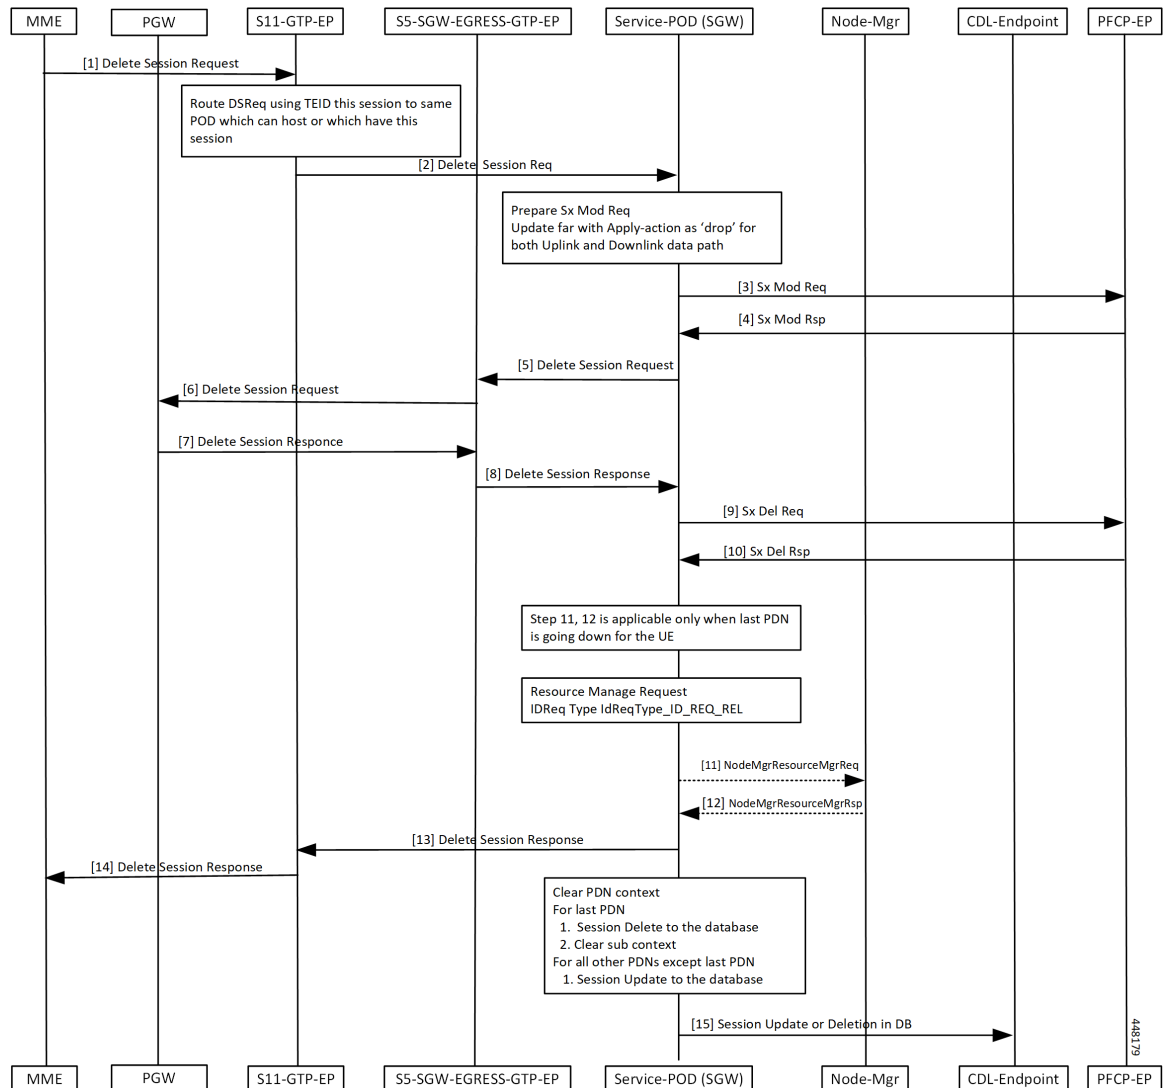 MME
PGW
S11-GTP-EP
S5-SGW-EGRESS-GTP-EP
Service-POD (SGW)
Node-Mgr
CDL-Endpoint
PFCP-EP
[1] Delete Session Request
Route DSReq using TEID this session to same
POD which can host or which have this
session
[2] Delete Session Req
Prepare Sx Mod Req
Update far with Apply-action as ‘drop’ for
both Uplink and Downlink data path
[3] Sx Mod Req
[4] Sx Mod Rsp
[5] Delete Session Request
[6] Delete Session Request
[7] Delete Session Responce
[8] Delete Session Response
[9] Sx Del Req
[10] Sx Del Rsp
Step 11, 12 is applicable only when last PDN
is going down for the UE
Resource Manage Request
IDReq Type IdReqType_ID_REQ_REL
[11] NodeMgrResourceMgrReq
[12] NodeMgrResourceMgrRsp
[13] Delete Session Response
[14] Delete Session Response
Clear PDN context
For last PDN
1. Session Delete to the database
2. Clear sub context
For all other PDNs except last PDN
1. Session Update to the database
[15] Session Update or Deletion in DB
448179
MME
PGW
S11-GTP-EP
S5-SGW-EGRESS-GTP-EP
Service-POD (SGW)
Node-Mgr
CDL-Endpoint
PFCP-EP